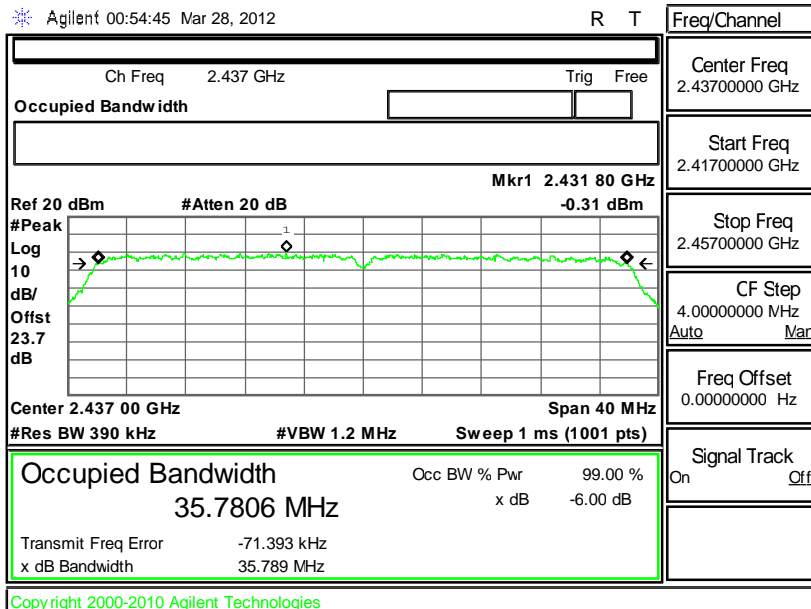 Agilent 00:54:45 Mar 28, 2012 R T
Freq/Channel
Ch Freq 2.437 GHz Trig Free
Occupied Bandwidth
Center Freq
2.43700000 GHz
Start Freq
2.41700000 GHz
Mkr1 2.431 80 GHz
Ref 20 dBm #Atten 20 dB -0.31 dBm
#Peak
Log
10
dB/
Offst
23.7
dB
1
Stop Freq
2.45700000 GHz
CF Step
4.00000000 MHz
Auto Man
Freq Offset
0.00000000 Hz
Center 2.437 00 GHz Span 40 MHz
#Res BW 390 kHz #VBW 1.2 MHz Sweep 1 ms (1001 pts)
Signal Track
On Off
Occupied Bandwidth Occ BW % Pwr 99.00 %
35.7806 MHz x dB -6.00 dB
Transmit Freq Error -71.393 kHz
x dB Bandwidth 35.789 MHz
Copyright 2000-2010 Agilent Technologies